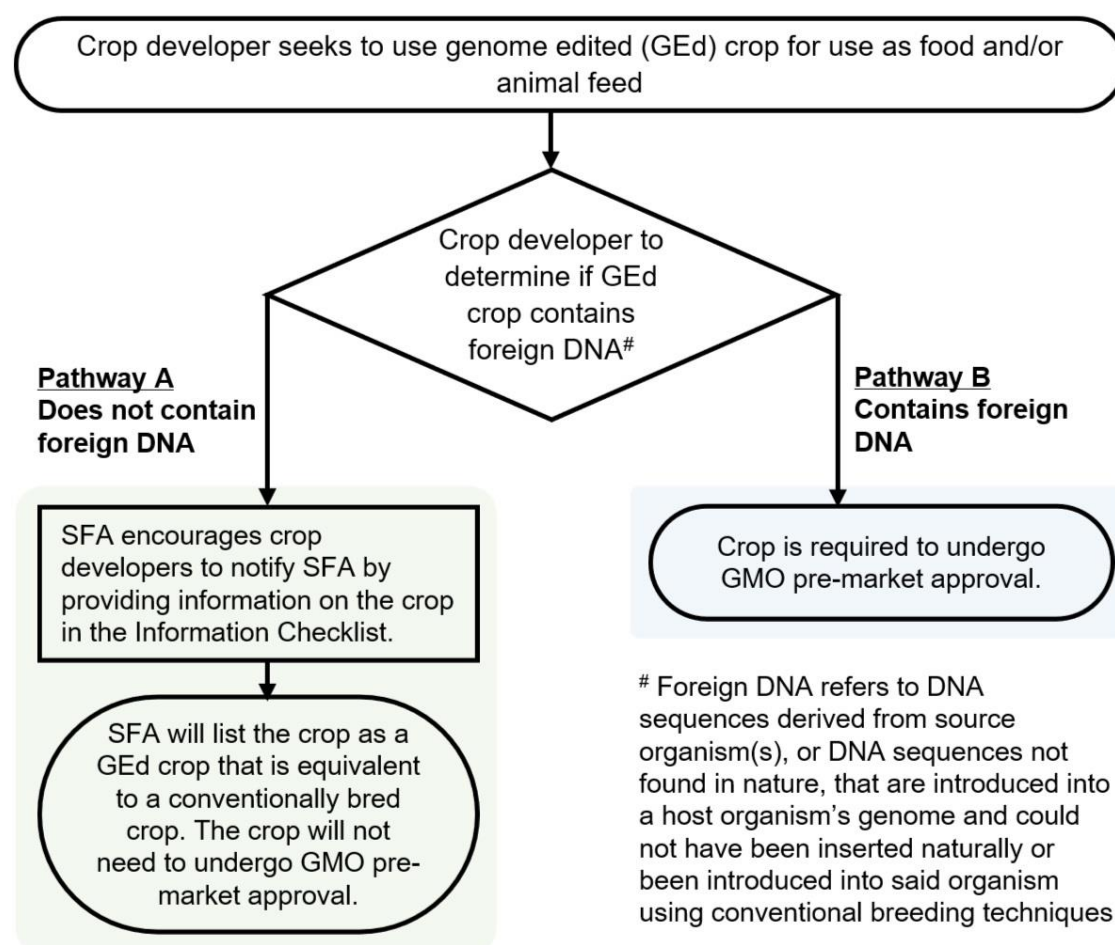 Crop developer seeks to use genome edited (GEd) crop for use as food and/or
animal feed
Crop developer to
determine if GEd
crop contains
foreign DNA#
Pathway A
Does not contain
foreign DNA
Pathway B
Contains foreign
DNA
SFA encourages crop
developers to notify SFA by
providing information on the crop
in the Information Checklist.
SFA will list the crop as a
GEd crop that is equivalent
to a conventionally bred
crop. The crop will not
need to undergo GMO pre-
market approval.
Crop is required to undergo
GMO pre-market approval.
# Foreign DNA refers to DNA
sequences derived from source
organism(s), or DNA sequences not
found in nature, that are introduced into
a host organism's genome and could
not have been inserted naturally or
been introduced into said organism
using conventional breeding techniques